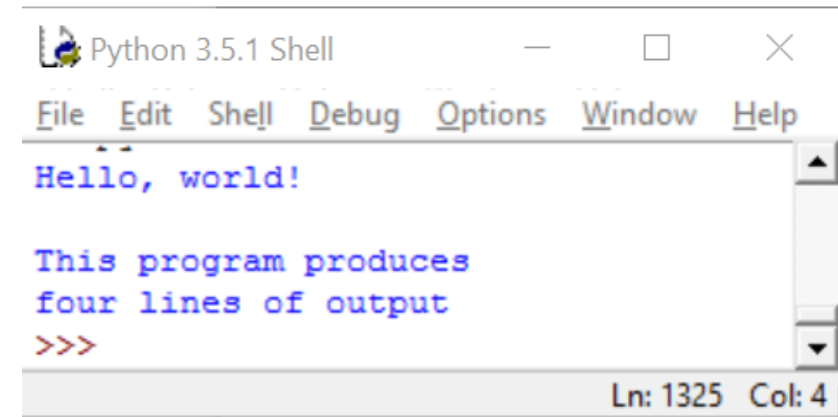 Python 3.5.1 Shell
File Edit Shell Debug Options Window Help
Hello, world!
This program produces
four lines of output
>>>
Ln: 1325 Col: 4